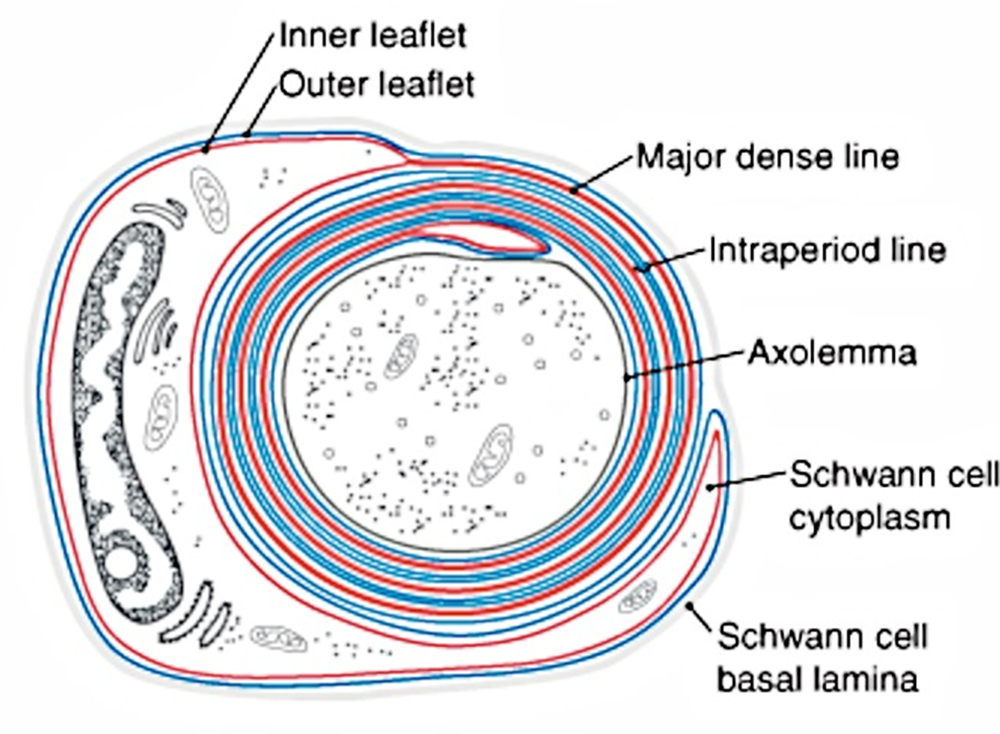 Inner leaflet
Outer leaflet
Major dense line
Intraperiod line
Axolemma
Schwann cell
cytoplasm
Schwann cell
basal lamina